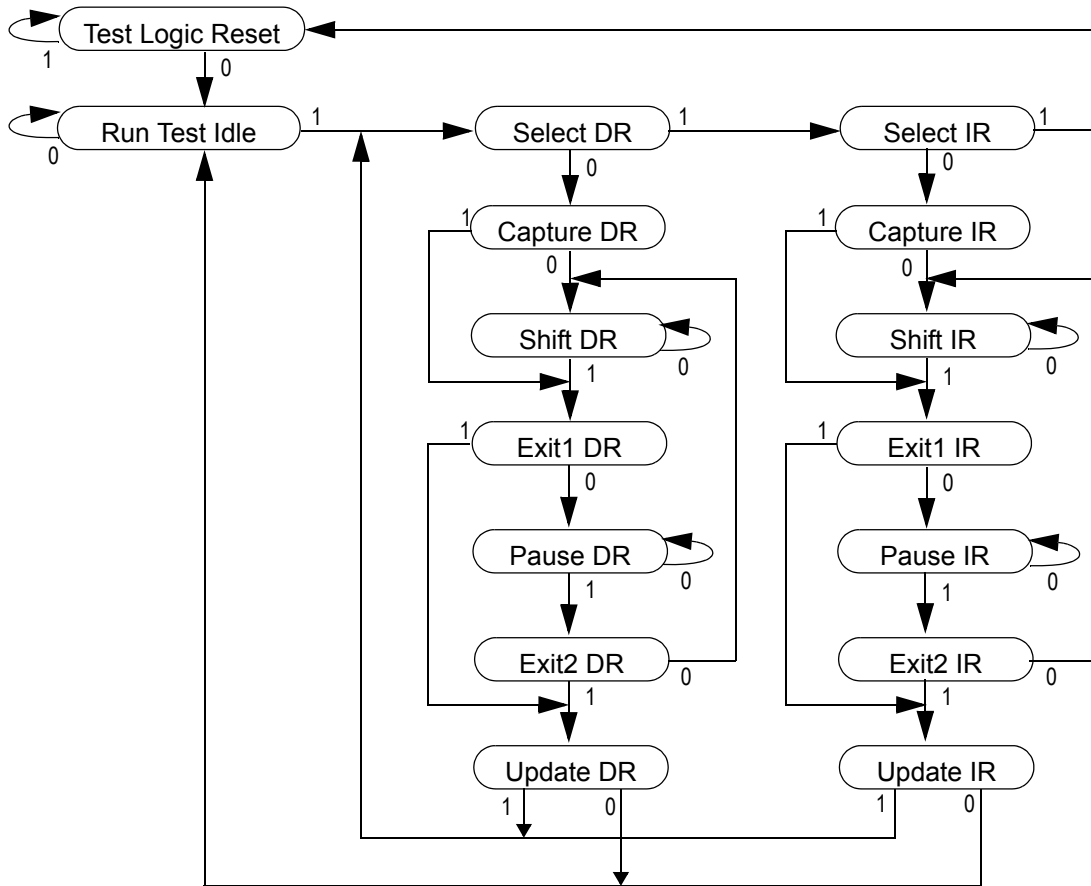 Test Logic Reset
1
0
Run Test Idle
1
0
Select DR
1
0
Select IR
1
0
1
Capture DR
0
1
Capture IR
0
Shift DR
0
1
Shift IR
0
1
1
Exit1 DR
0
1
Exit1 IR
0
Pause DR
0
1
Pause IR
0
1
Exit2 DR
0
1
Exit2 IR
0
1
Update DR
1
0
Update IR
1
0